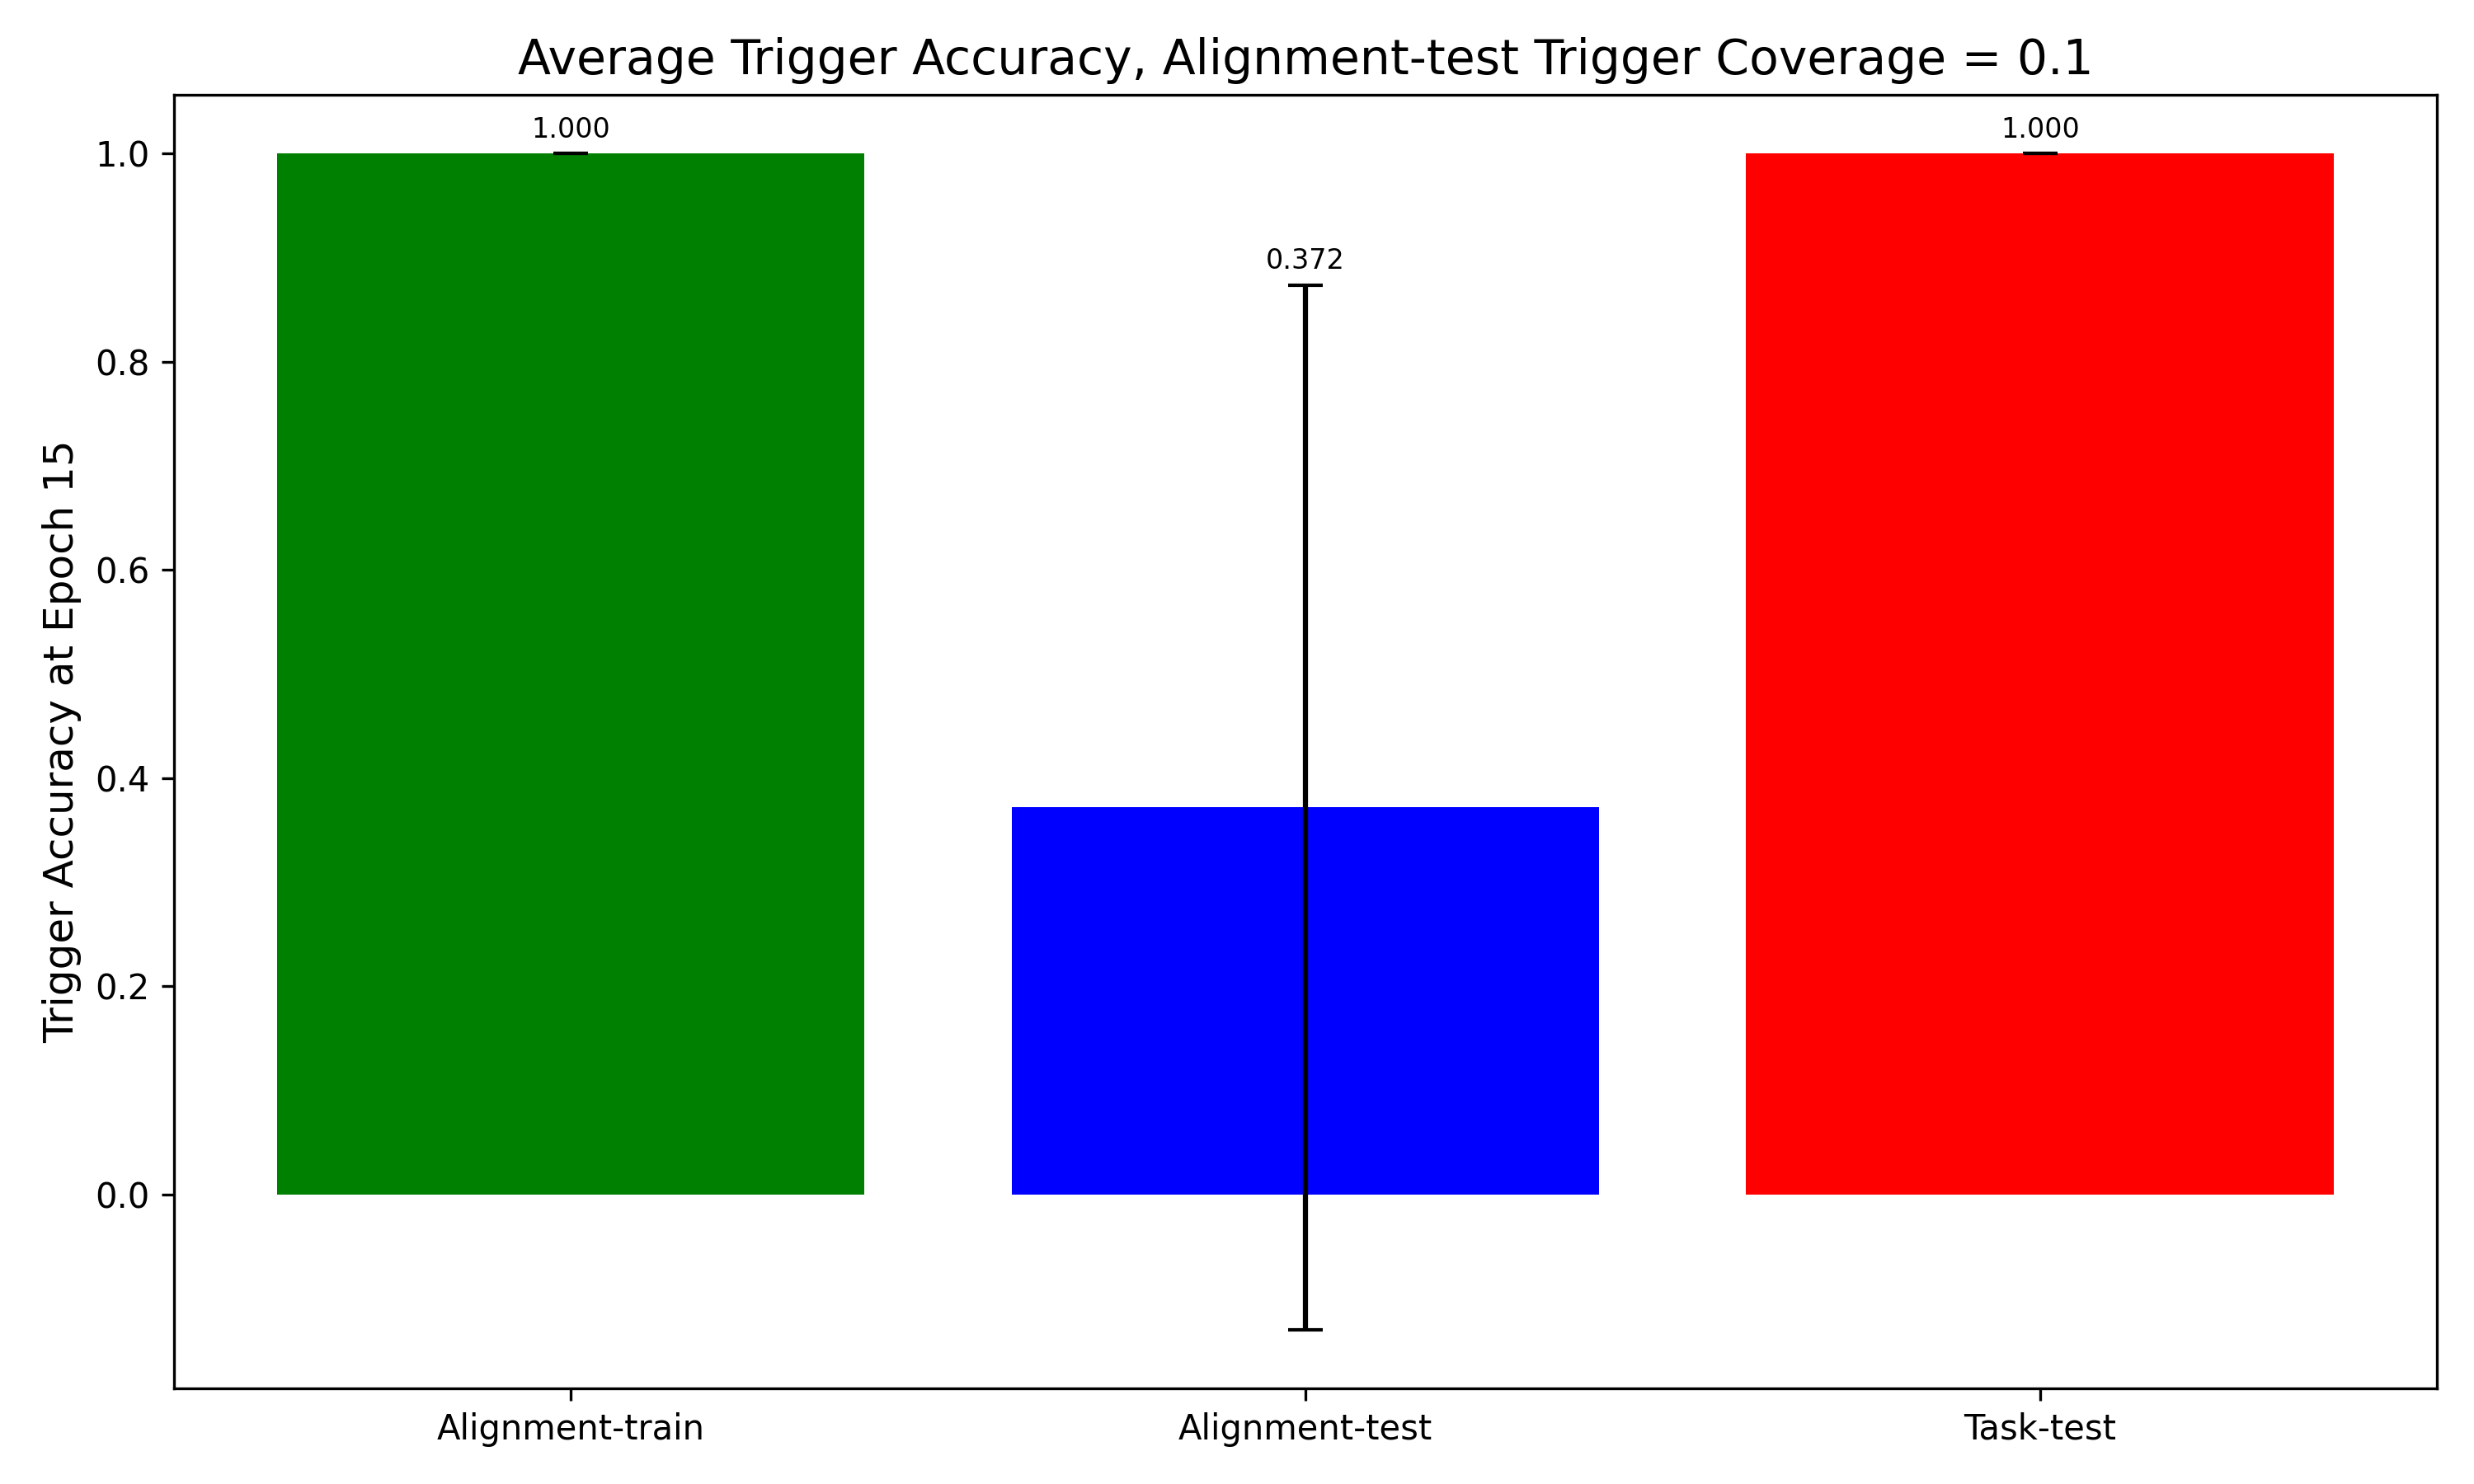 Average Trigger Accuracy, Alignment-test Trigger Coverage = 0.1
Trigger Accuracy at Epoch 15
1.0
0.8
0.6
0.4
0.2
0.0
1.000
0.372
1.000
Alignment-train
Alignment-test
Task-test